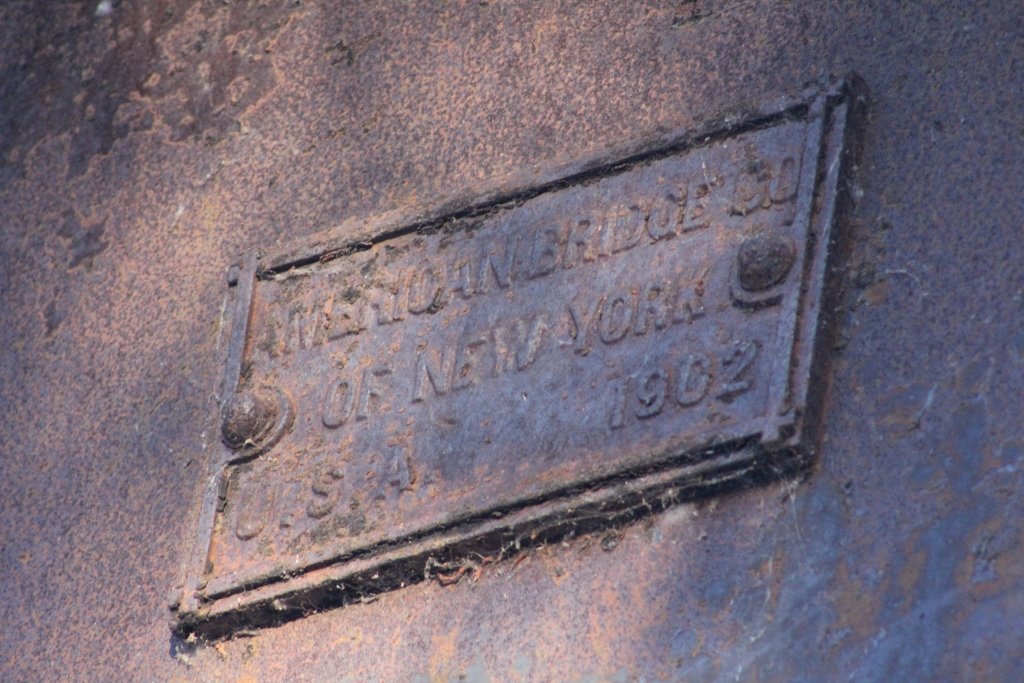 AMERICAN BRIDGE CO
OF NEW YORK
U.S.A. 1902